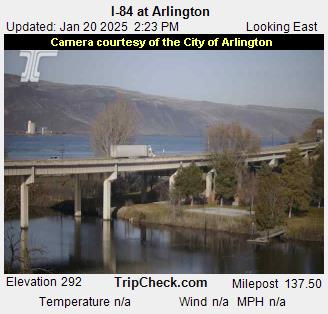 I-84 at Arlington
Updated: Jan 20 2025 2:23 PM Looking East
Camera courtesy of the City of Arlington
Elevation 292 TripCheck.com Milepost 137.50
Temperature n/a Wind n/a MPH n/a